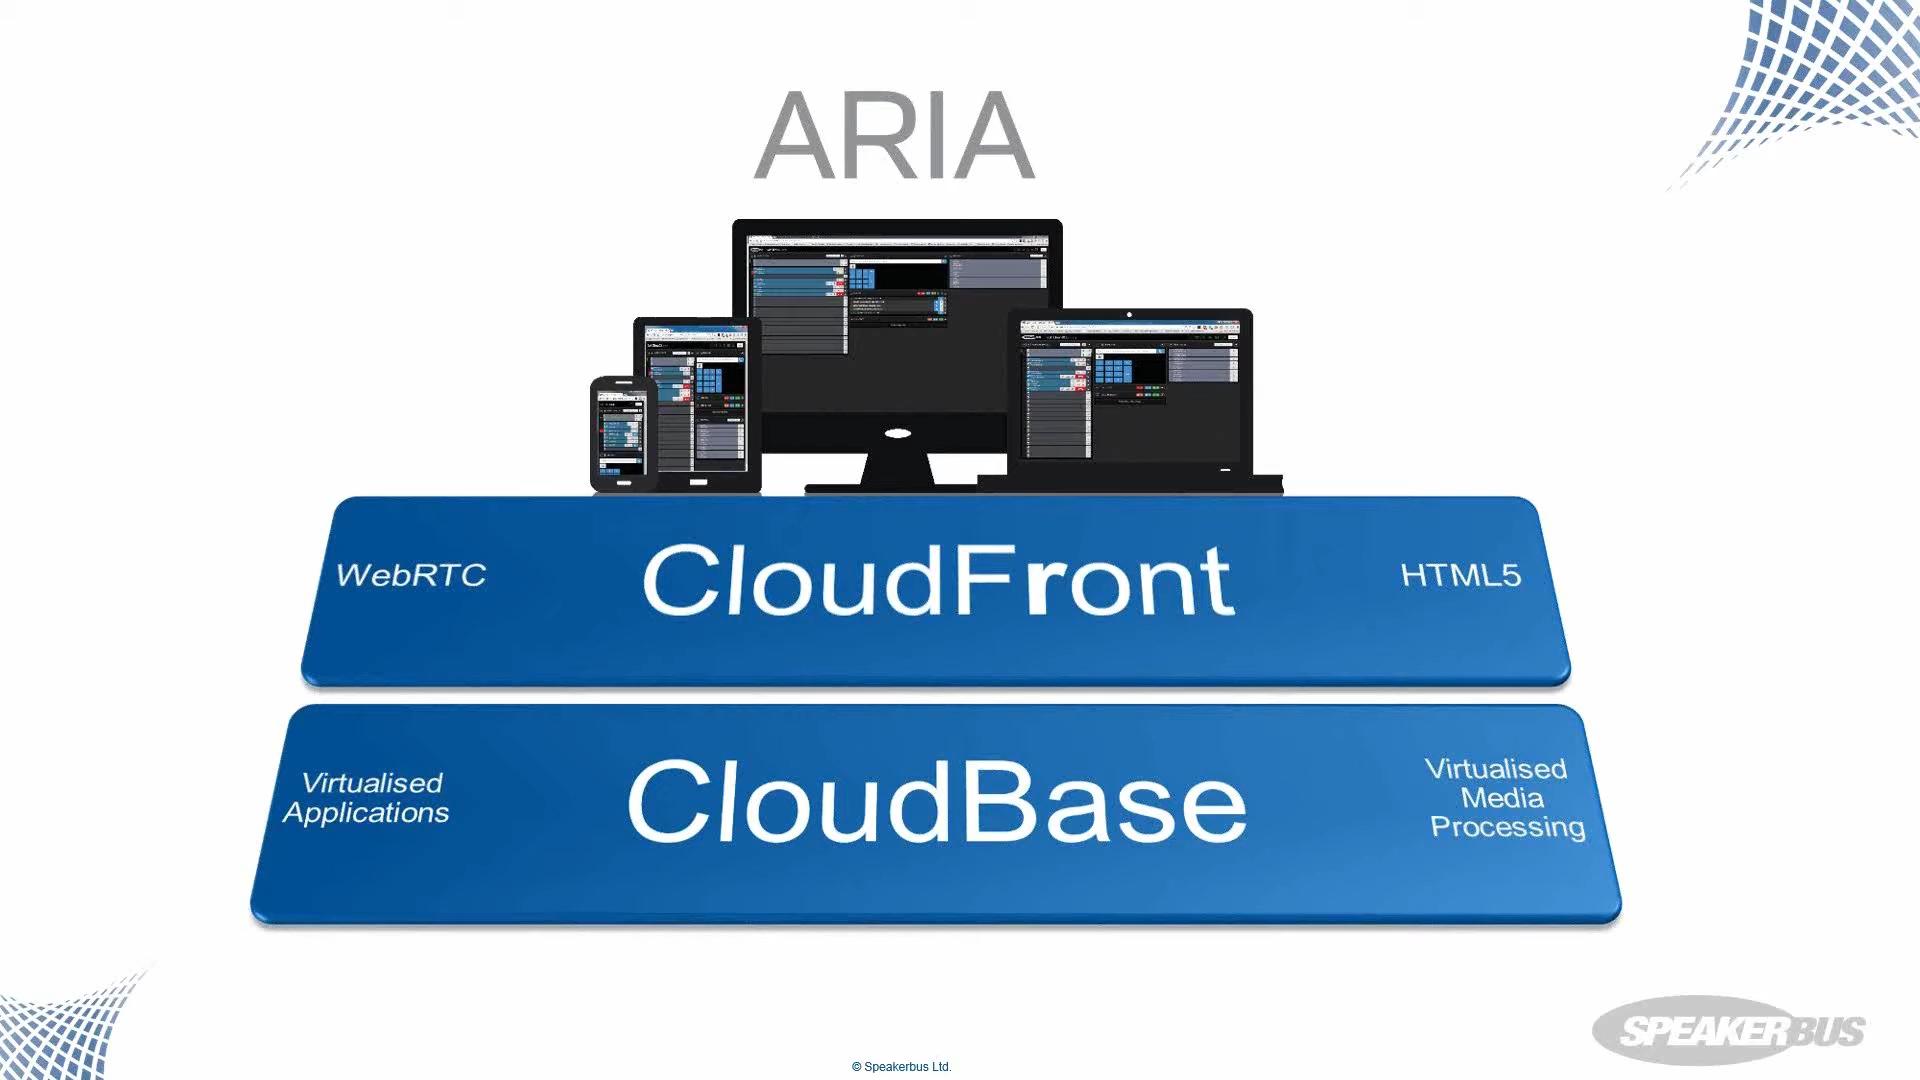 ARIA
WebRTC
CloudFront
HTML5
Virtualised
Applications
CloudBase
Virtualised
Media
Processing
SPEAKERBUS
© Speakerbus Ltd.